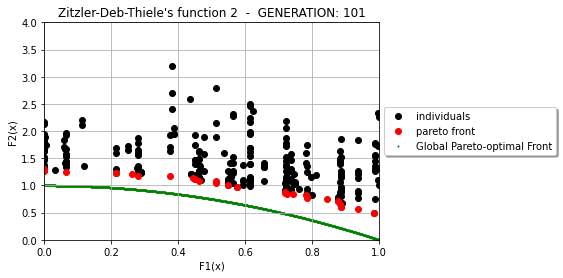 Zitzler-Deb-Thiele's function 2 - GENERATION: 101
4.0
3.5
3.0
2.5
2.0
1.5
1.0
0.5
0.0
F2(x)
0.0 0.2 0.4 0.6 0.8 1.0
F1(x)
individuals
pareto front
Global Pareto-optimal Front